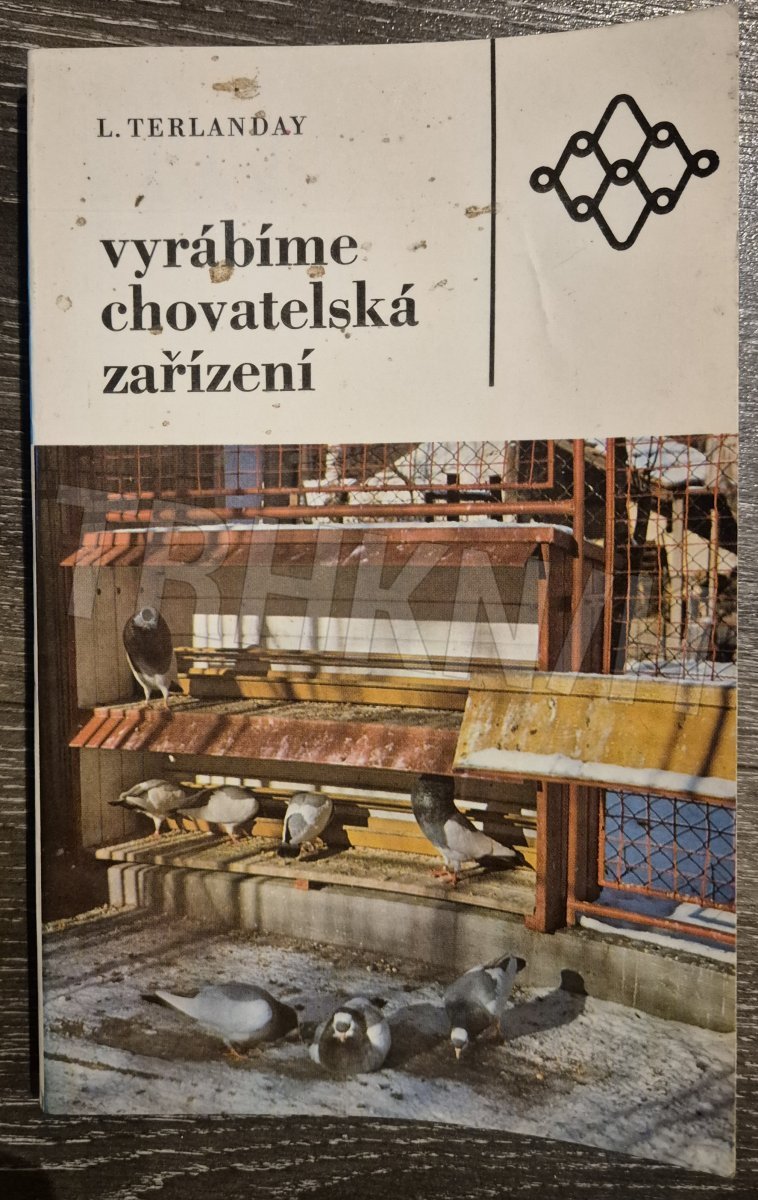 L. TERLANDAY
vyrábíme
chovatelská
zařízení